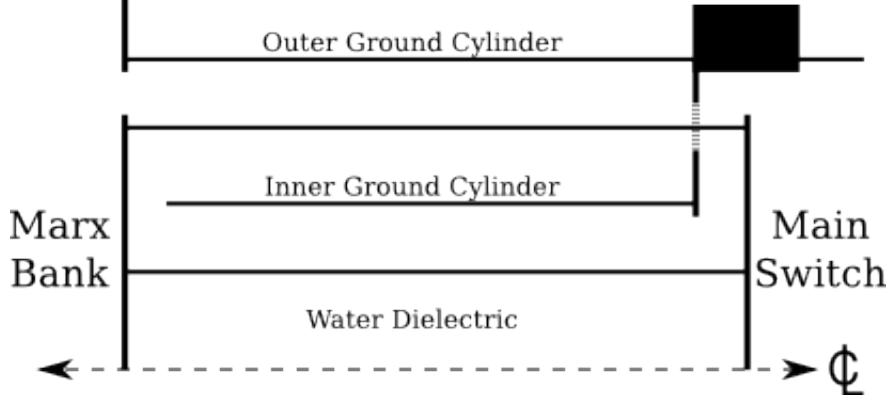 Outer Ground Cylinder
Inner Ground Cylinder
Marx
Bank
Main
Switch
Water Dielectric
℄